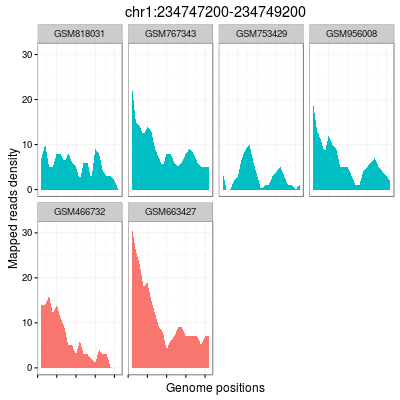 chr1:234747200-234749200
GSM818031 GSM767343 GSM753429 GSM956008
30
20
10
0
GSM466732 GSM663427
30
20
10
0
Mapped reads density
Genome positions